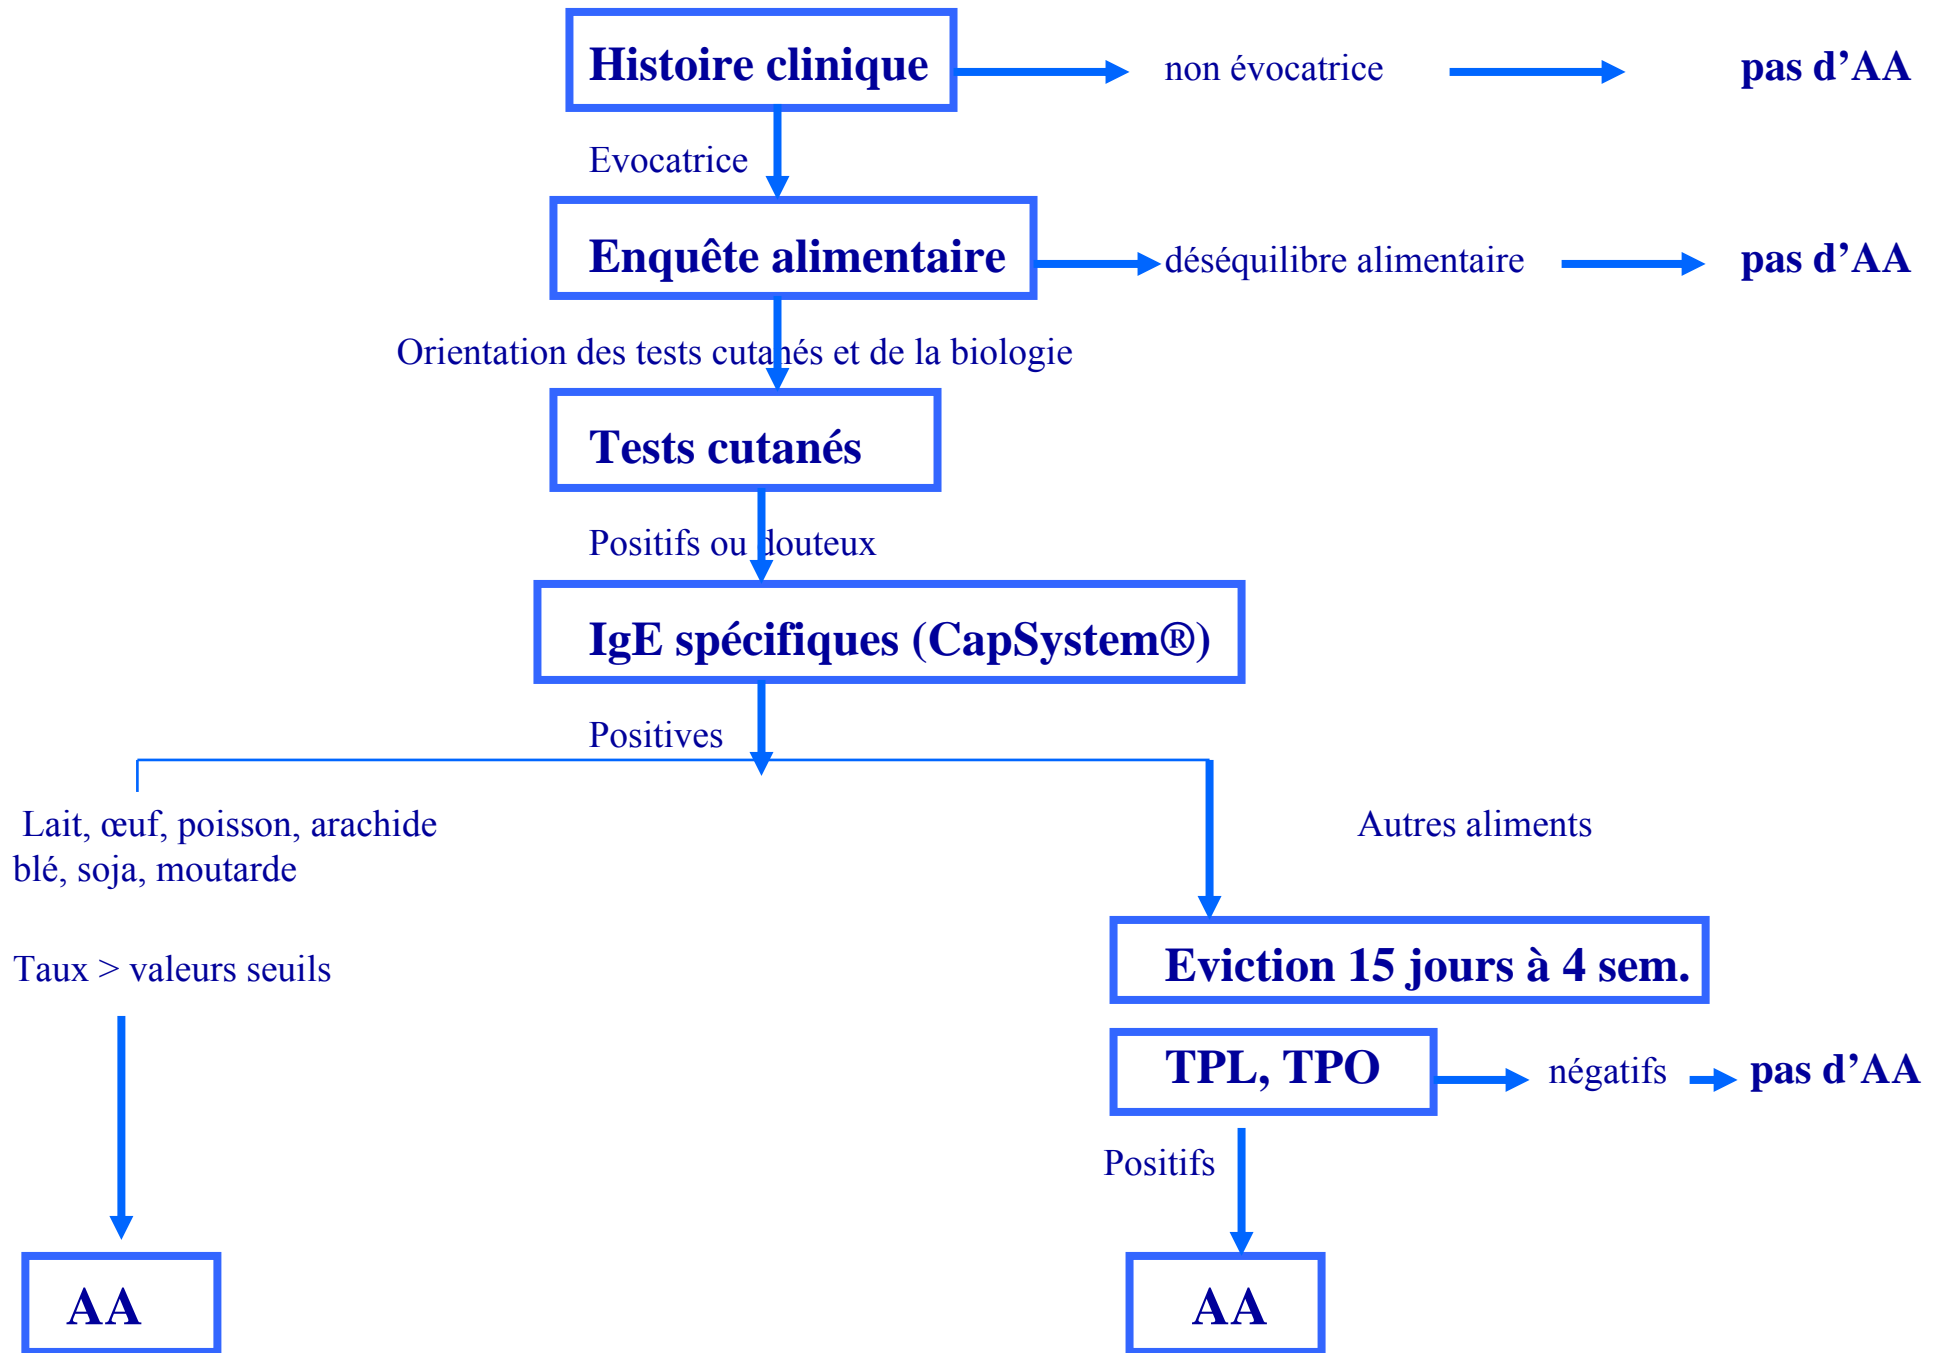 Histoire clinique
non évocatrice
pas d’AA
Evocatrice
Enquête alimentaire
déséquilibre alimentaire
pas d’AA
Orientation des tests cutanés et de la biologie
Tests cutanés
Positifs ou douteux
IgE spécifiques (CapSystem®)
Positives
Lait, œuf, poisson, arachide
blé, soja, moutarde
Autres aliments
Taux > valeurs seuils
Eviction 15 jours à 4 sem.
TPL, TPO
négatifs
pas d’AA
Positifs
AA
AA